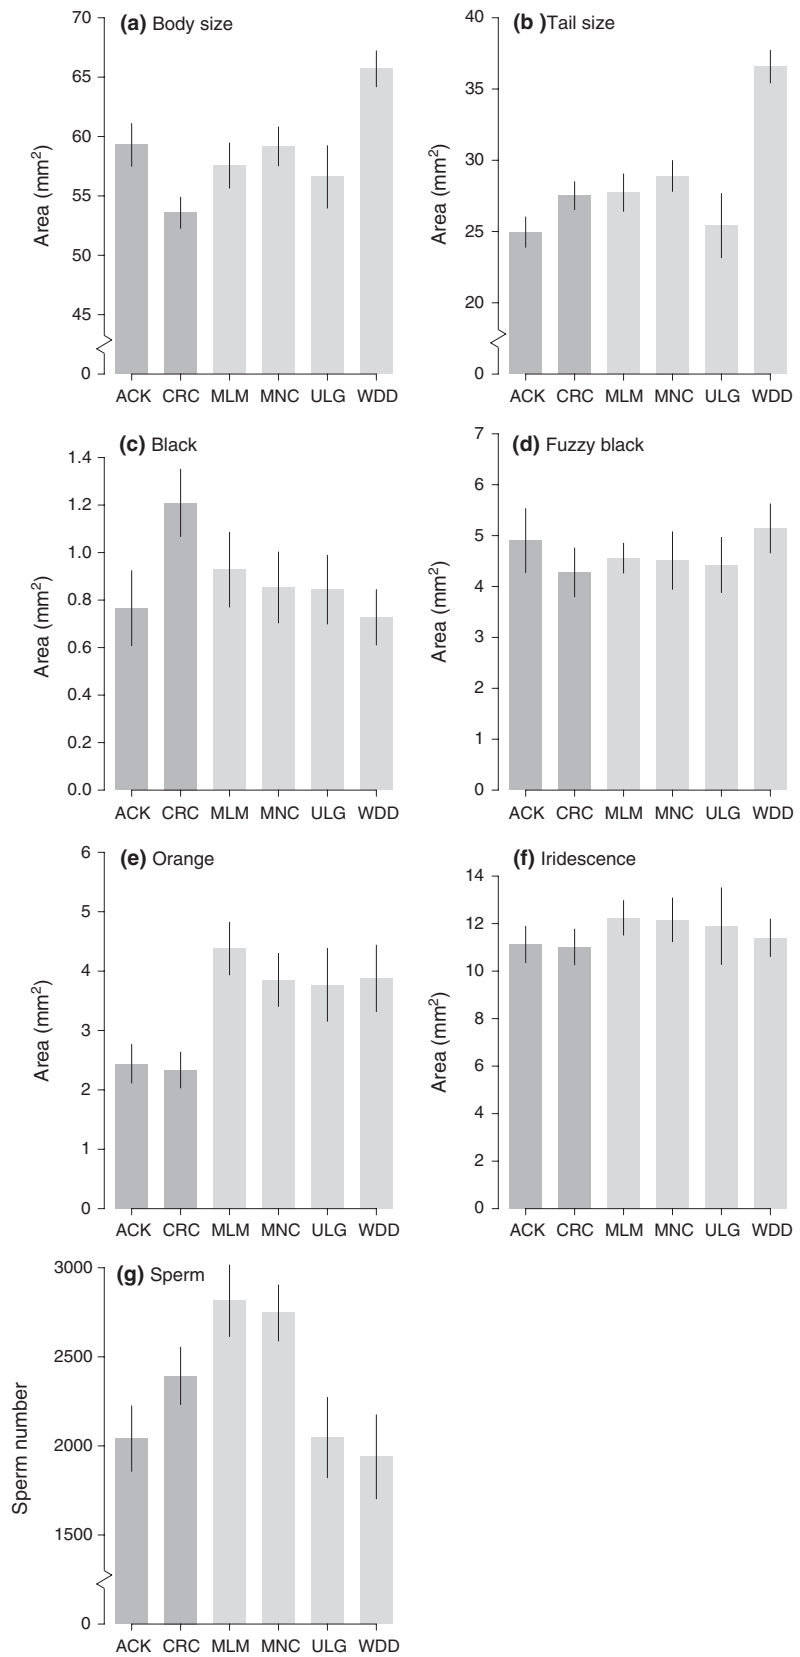 (a) Body size
70
65
60
55
50
45
0
Area (mm2)
ACK CRC MLM MNC ULG WDD
(b )Tail size
40
35
30
25
20
0
Area (mm2)
ACK CRC MLM MNC ULG WDD
(c) Black
1.4
1.2
1.0
0.8
0.6
0.4
0.2
0.0
Area (mm2)
ACK CRC MLM MNC ULG WDD
(d) Fuzzy black
7
6
5
4
3
2
1
0
Area (mm2)
ACK CRC MLM MNC ULG WDD
(e) Orange
6
5
4
3
2
1
0
Area (mm2)
ACK CRC MLM MNC ULG WDD
(f) Iridescence
14
12
10
8
6
4
2
0
Area (mm2)
ACK CRC MLM MNC ULG WDD
(g) Sperm
3000
2500
2000
1500
0
Sperm number
ACK CRC MLM MNC ULG WDD